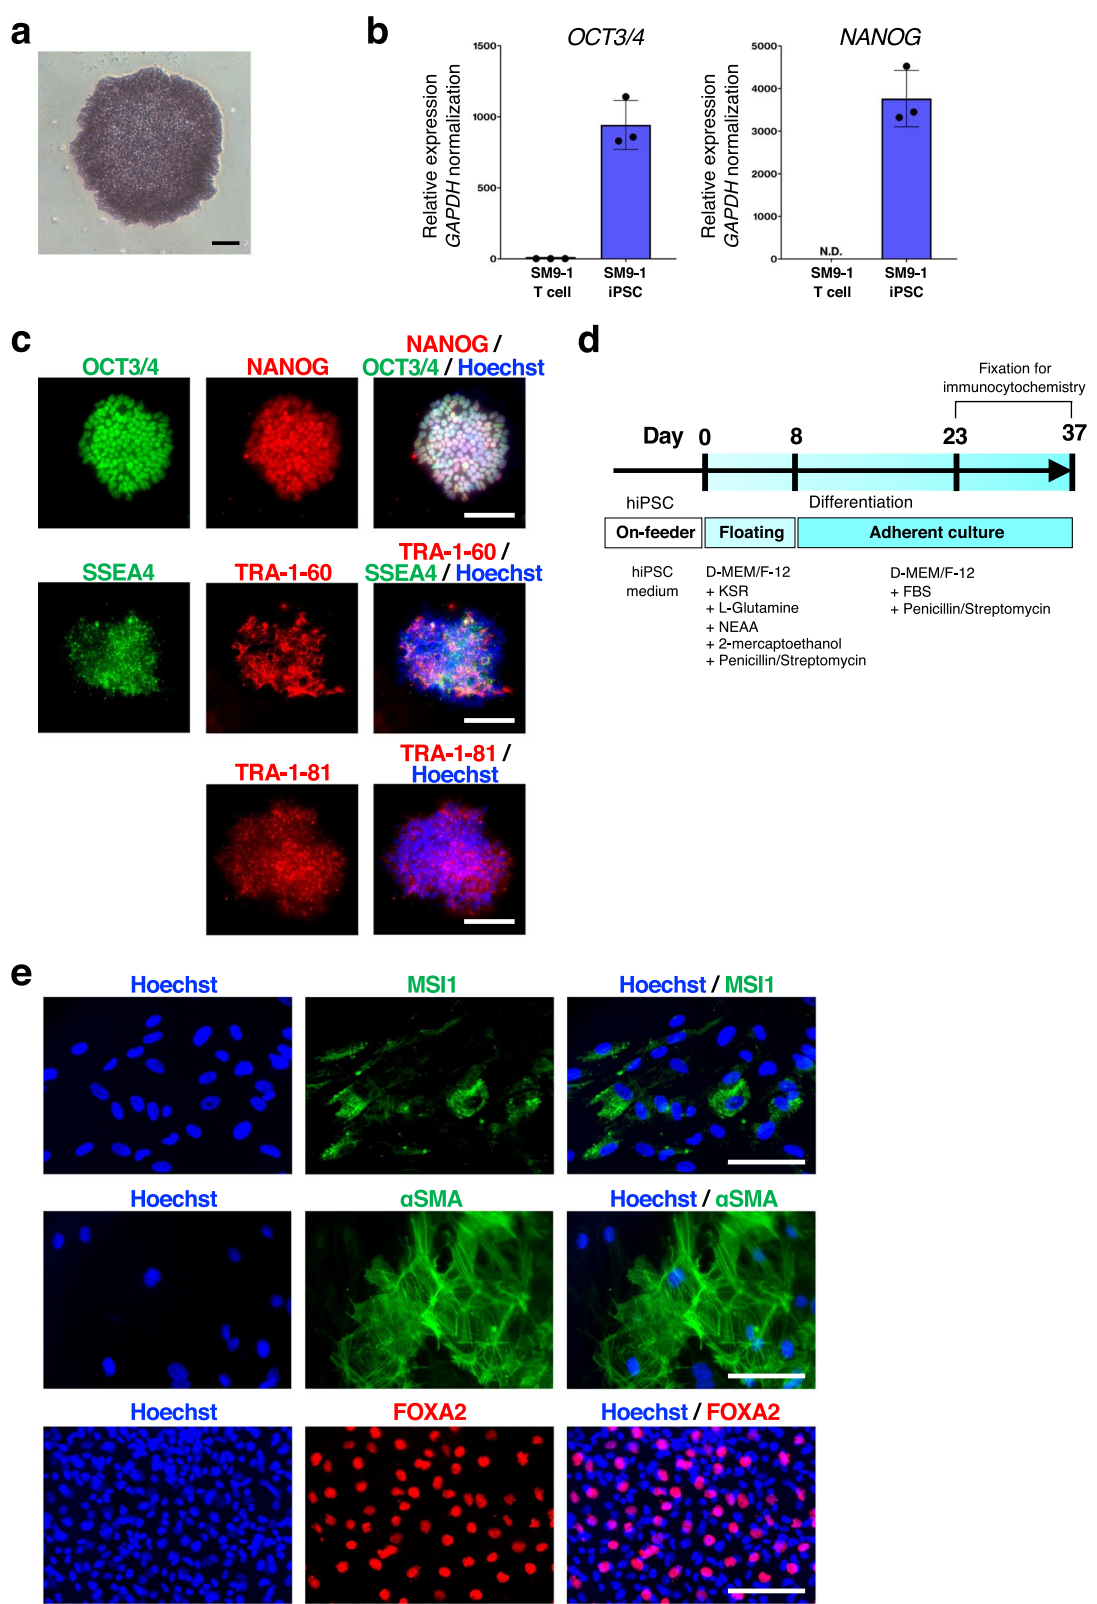 a
b
OCT3/4
NANOG
Relative expression
GAPDH normalization
1500
1000
500
0
SM9-1
T cell
SM9-1
iPSC
Relative expression
GAPDH normalization
5000
4000
3000
2000
1000
0
N.D.
SM9-1
T cell
SM9-1
iPSC
c
OCT3/4
NANOG
NANOG /
OCT3/4 / Hoechst
SSEA4
TRA-1-60
TRA-1-60 /
SSEA4 / Hoechst
TRA-1-81
TRA-1-81 /
Hoechst
d
Fixation for
immunocytochemistry
Day 0 8 23 37
hiPSC
Differentiation
On-feeder
Floating
Adherent culture
hiPSC
medium
D-MEM/F-12
+ KSR
+ L-Glutamine
+ NEAA
+ 2-mercaptoethanol
+ Penicillin/Streptomycin
D-MEM/F-12
+ FBS
+ Penicillin/Streptomycin
e
Hoechst
MSI1
Hoechst / MSI1
Hoechst
αSMA
Hoechst / αSMA
Hoechst
FOXA2
Hoechst / FOXA2